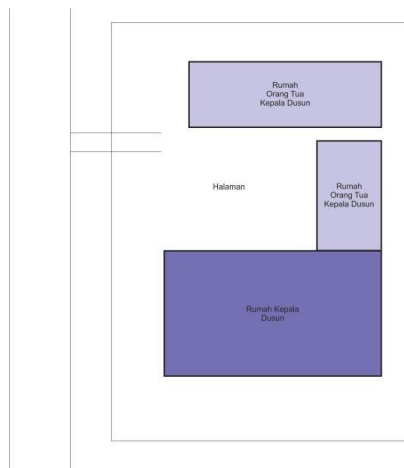 Rumah
Orang Tua
Kepala Dusun
Halaman
Rumah
Orang Tua
Kepala Dusun
Rumah Kepala
Dusun